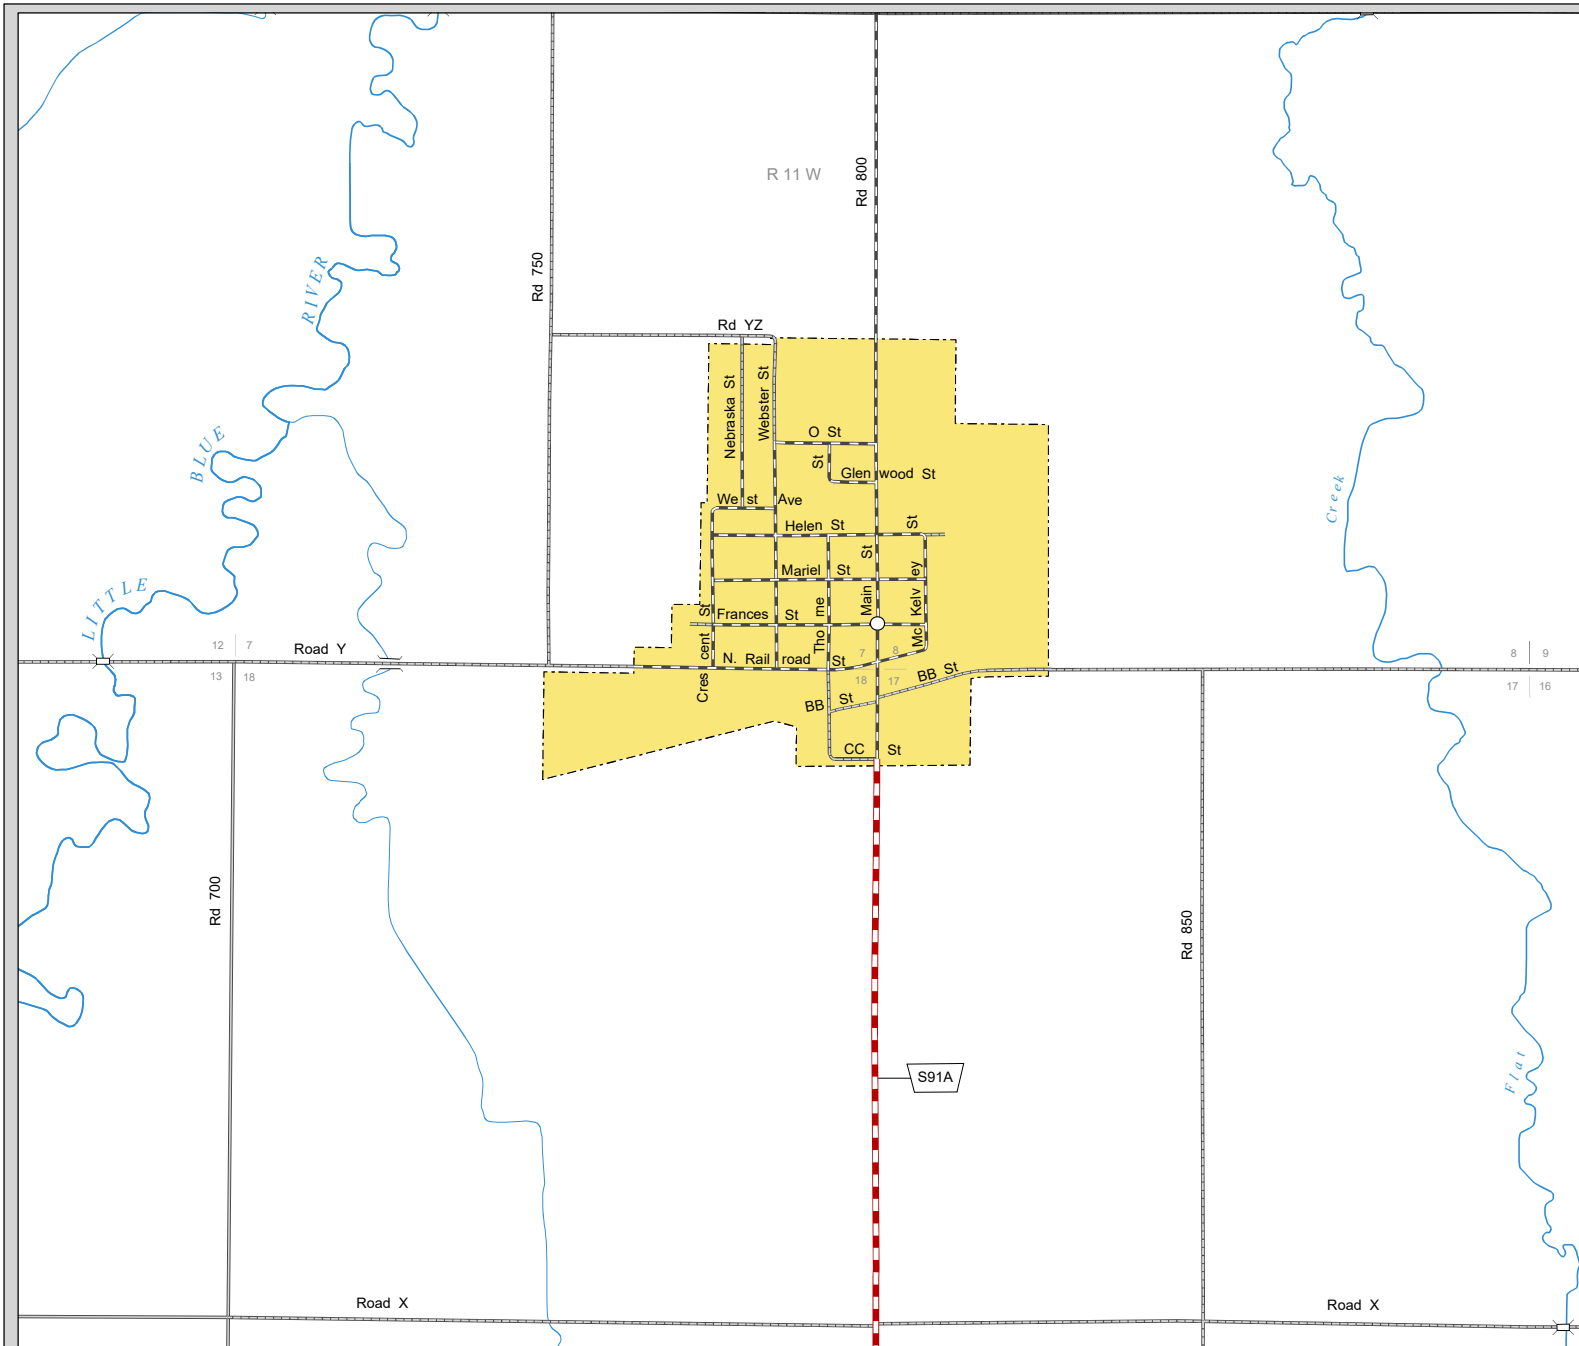 R 11 W
Rd 800
Rd 750
RIVER
BLUE
LITTLE
Rd YZ
Nebraska St
Webster St
O St
St
Glen wood St
We st Ave
Helen St
St
Mariel St
Main St
Mc Kelv ey
Frances St
Tho me
Cres cent St
N. Rail road St
Road Y
12 7
13 18
7 8
18 17
8 9
17 16
BB St
BB St
CC St
Creek
Rd 700
Rd 850
Flat
S91A
Road X
Road X